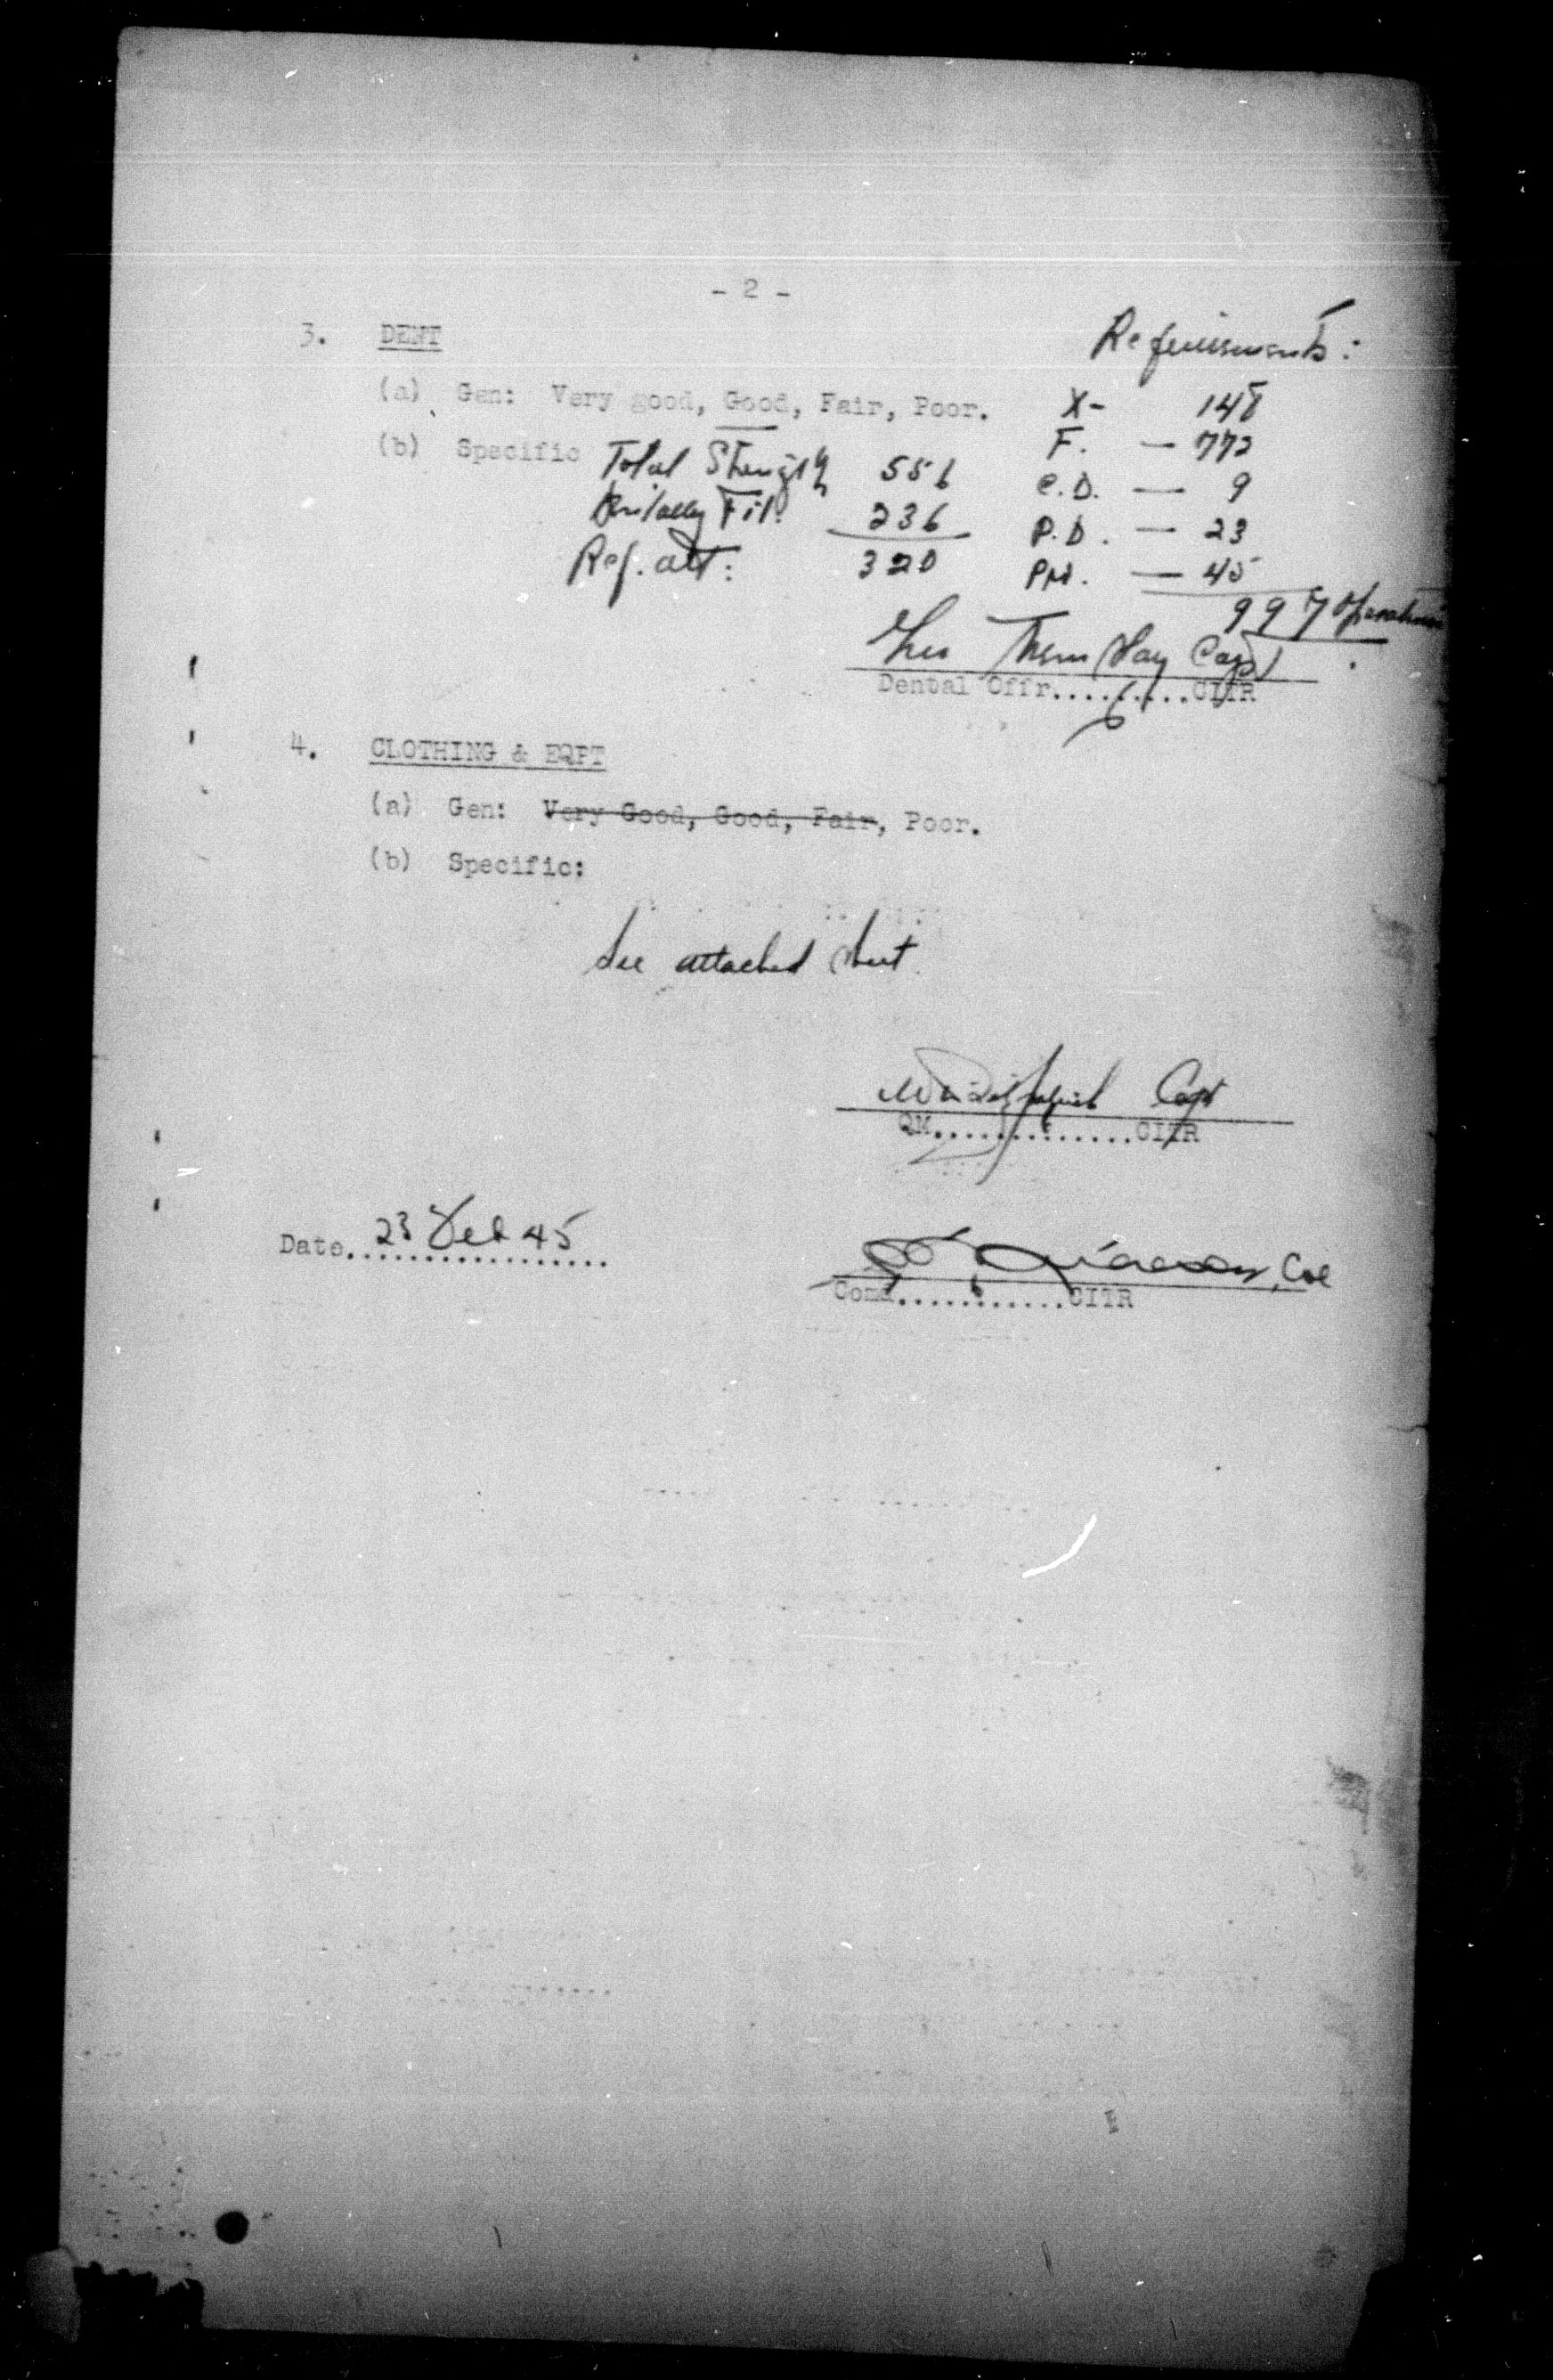 - 2 -
3. DENT
Requirements:
(a) Gen: Very good, Good, Fair, Poor.
X- 148
F. — 772
(b) Specific Total Strength 556
C.D. — 9
Dentally Fit: 236
P.D. — 23
Req. att: 320
PM. — 45
997 Operations
Capt
Dental Offr..........CITR
4. CLOTHING & EQPT
(a) Gen: Very Good, Good, Fair, Poor.
(b) Specific:
See attached sheet.
Capt
QM..............CITR
Date 23 Feb 45
Col
Comd............CITR